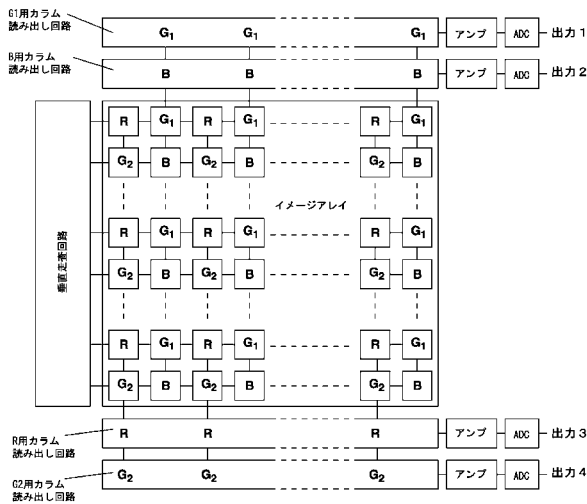 G1用カラム
読み出し回路
G₁ G₁ G₁ アンプ ADC 出力1
B用カラム
読み出し回路
B B B アンプ ADC 出力2
垂直走査回路
R G₁ R G₁ R G₁
G₂ B G₂ B G₂ B
イメージアレイ
R G₁ R G₁ R G₁
G₂ B G₂ B G₂ B
R G₁ R G₁ R G₁
G₂ B G₂ B G₂ B
R用カラム
読み出し回路
R R R アンプ ADC 出力3
G2用カラム
読み出し回路
G₂ G₂ G₂ アンプ ADC 出力4